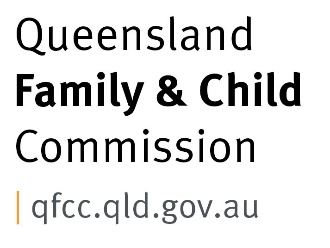 Queensland
Family & Child
Commission
qfcc.qld.gov.au